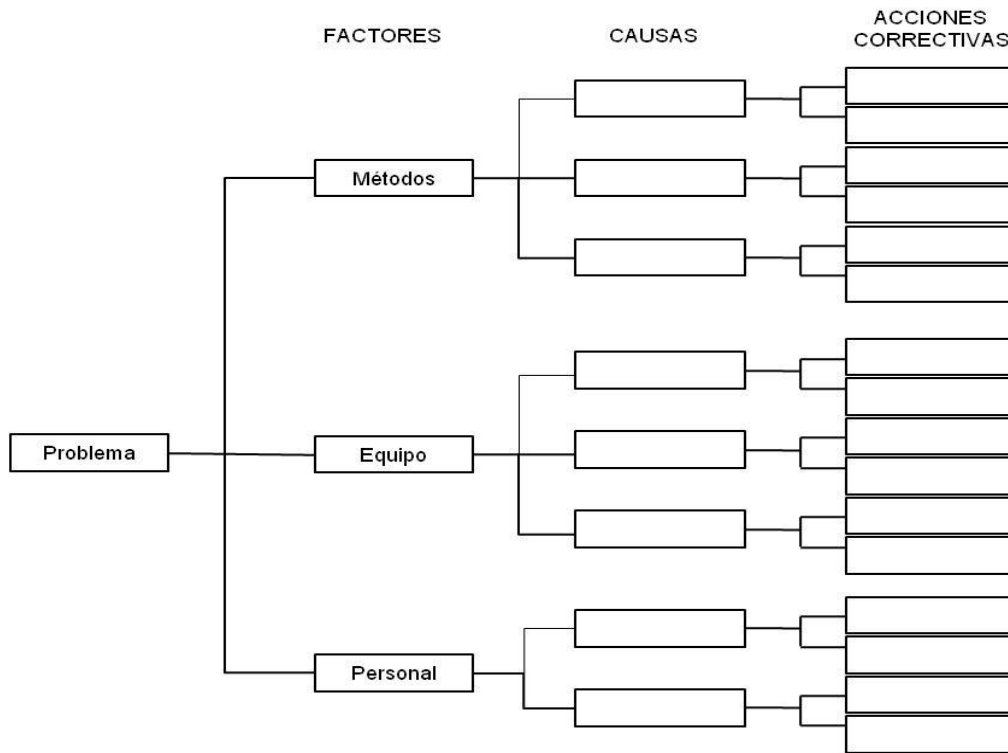 FACTORES
CAUSAS
ACCIONES
CORRECTIVAS
Métodos
Problema
Equipo
Personal